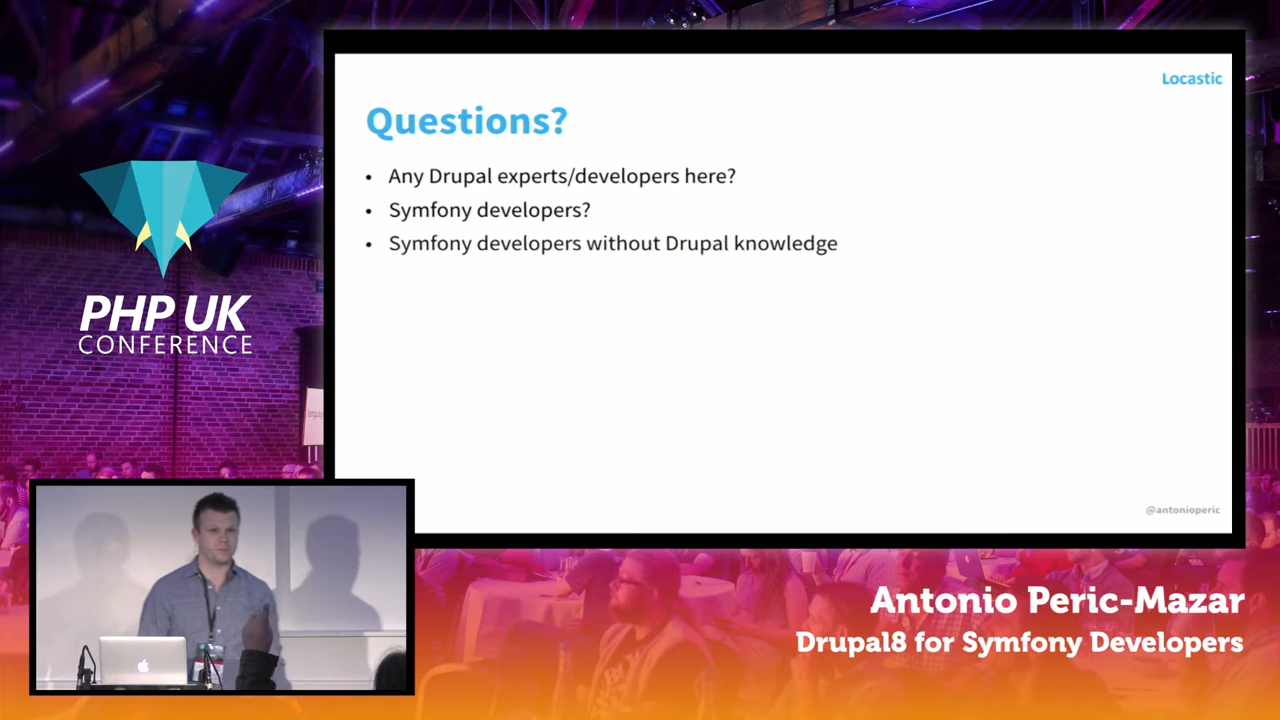 Locastic
Questions?
• Any Drupal experts/developers here?
• Symfony developers?
• Symfony developers without Drupal knowledge
@antonioperic
PHP UK
CONFERENCE
Antonio Peric-Mazar
Drupal8 for Symfony Developers